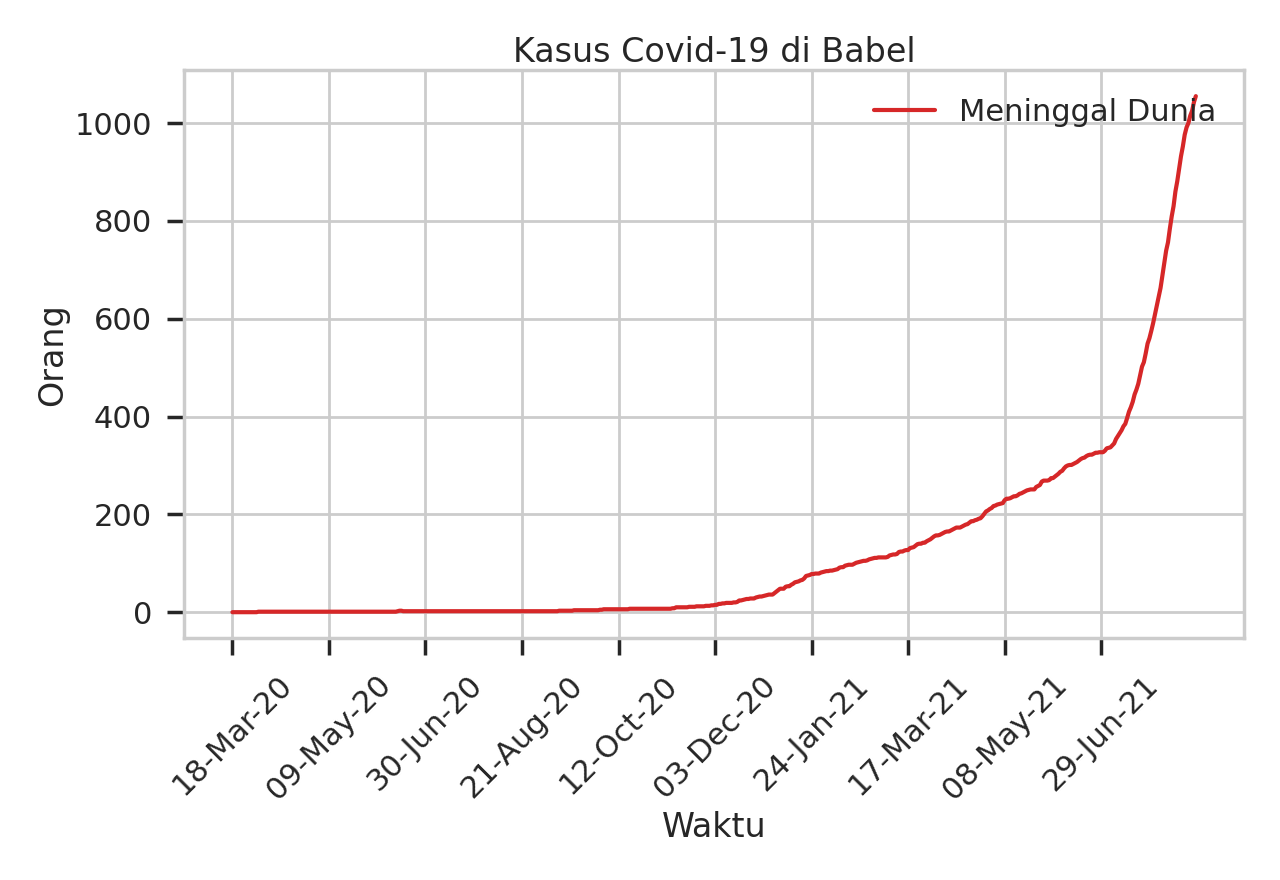 Kasus Covid-19 di Babel
Meninggal Dunia
Orang
1000
800
600
400
200
0
18-Mar-20
09-May-20
30-Jun-20
21-Aug-20
12-Oct-20
03-Dec-20
24-Jan-21
17-Mar-21
08-May-21
29-Jun-21
Waktu